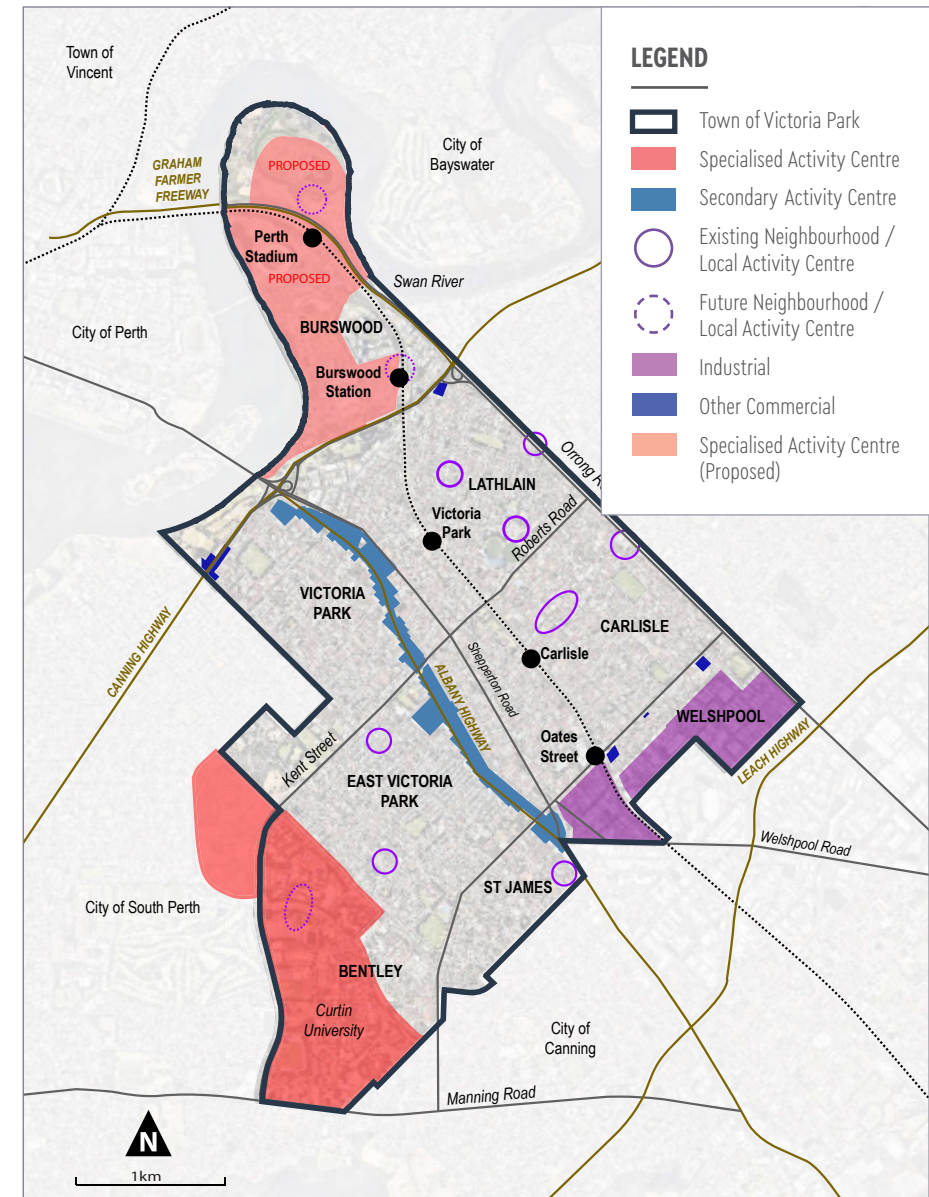 Town of
Vincent
City of
Bayswater
GRAHAM
FARMER
FREEWAY
PROPOSED
Perth
Stadium
PROPOSED
Swan River
City of Perth
BURSWOOD
Burswood
Station
LATHLAIN
Orrong R
Victoria
Park
Roberts Road
VICTORIA
PARK
CARLISLE
CANNING HIGHWAY
Shepperton Road
Carlisle
ALBANY HIGHWAY
WELSHPOOL
Oates
Street
LEACH HIGHWAY
Kent Street
EAST VICTORIA
PARK
Welshpool Road
ST JAMES
City of South Perth
BENTLEY
Curtin
University
City of
Canning
Manning Road
N
1km
LEGEND
Town of Victoria Park
Specialised Activity Centre
Secondary Activity Centre
Existing Neighbourhood /
Local Activity Centre
Future Neighbourhood /
Local Activity Centre
Industrial
Other Commercial
Specialised Activity Centre
(Proposed)